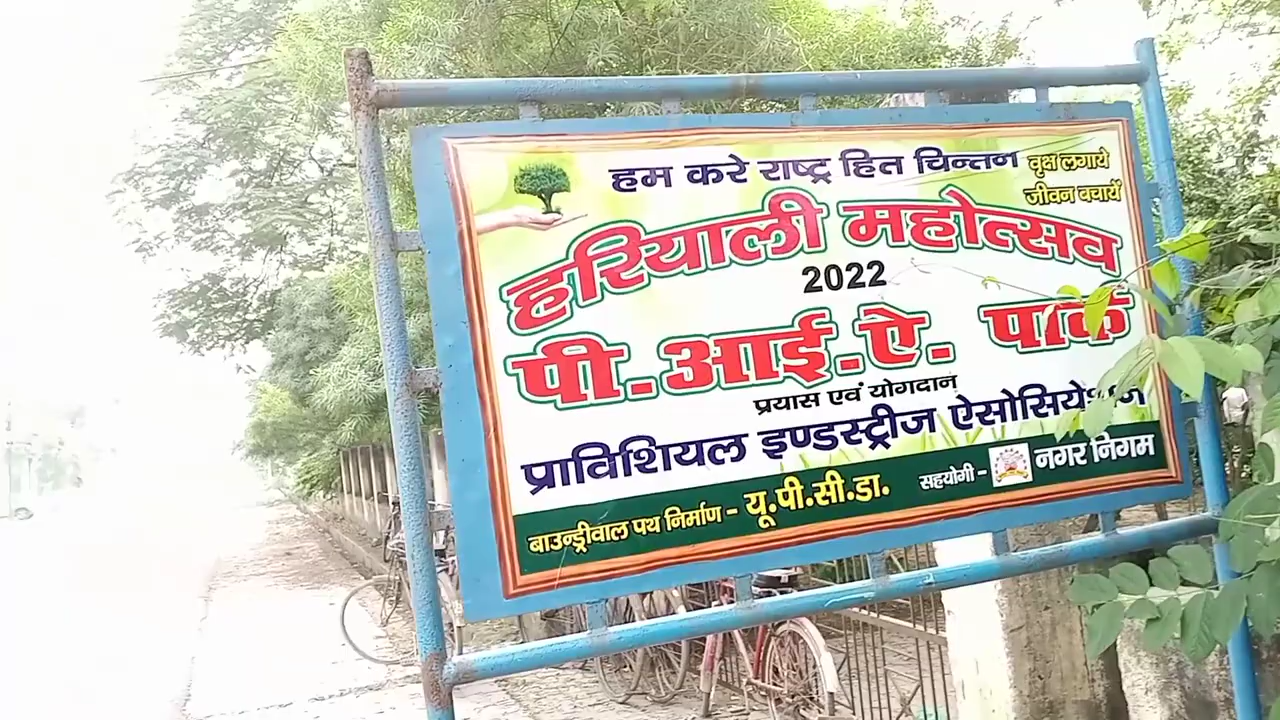 हम करे राष्ट्र हित चिन्तन
वृक्ष लगाये
जीवन बचायें
हरियाली महोत्सव
2022
पी.आई.ऐ. पार्क
प्रयास एवं योगदान
प्राविशियल इण्डस्ट्रीज ऐसोसियेशन
बाउन्ड्रीवाल पथ निर्माण - यू.पी.सी.डा. सहयोगी - नगर निगम